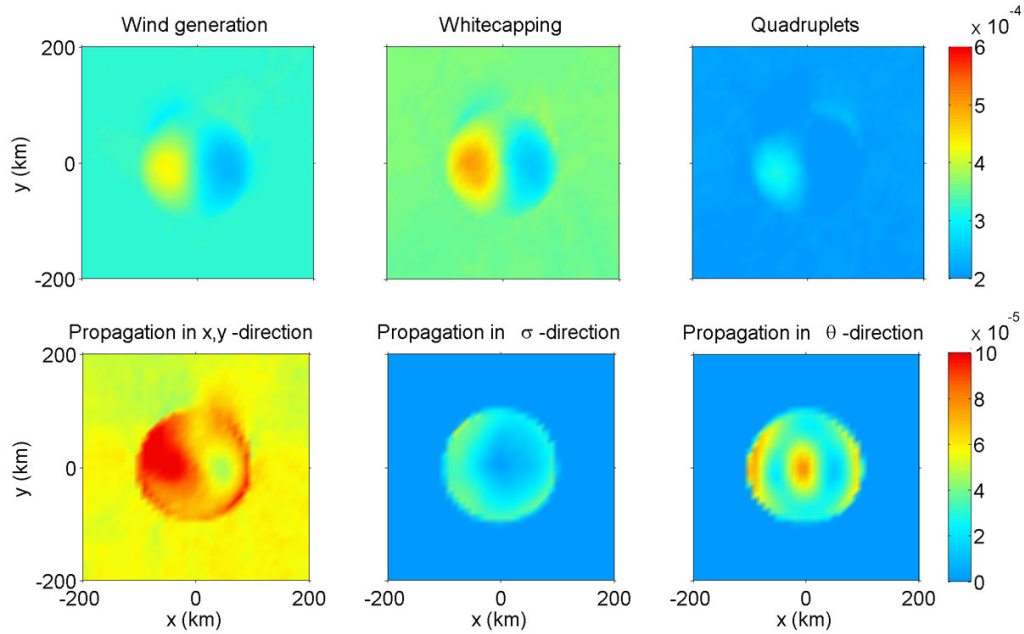 Wind generation Whitecapping Quadruplets x 10^-4
200 6
5
y (km) 0 4
3
-200 2
Propagation in x,y -direction Propagation in σ -direction Propagation in θ -direction x 10^-5
200 10
8
6
y (km) 0
4
2
-200 0
-200 0 200 -200 0 200 -200 0 200
x (km) x (km) x (km)